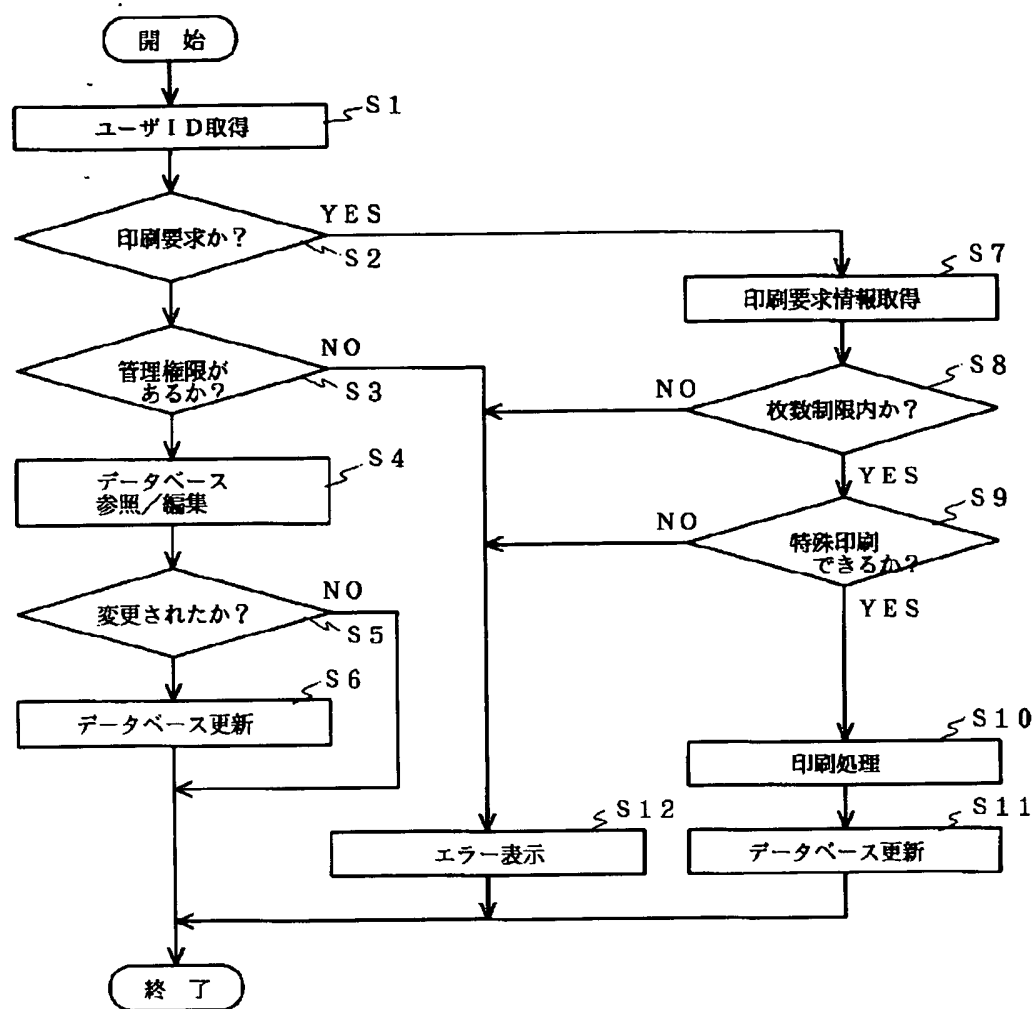 開 始
S1
ユーザID取得
YES
印刷要求か?
S2
S7
印刷要求情報取得
NO
管理権限が
あるか?
S3
S8
NO
枚数制限内か?
YES
S4
データベース
参照/編集
S9
NO
特殊印刷
できるか?
YES
NO
変更されたか?
S5
S6
データベース更新
S10
印刷処理
S12
エラー表示
S11
データベース更新
終 了